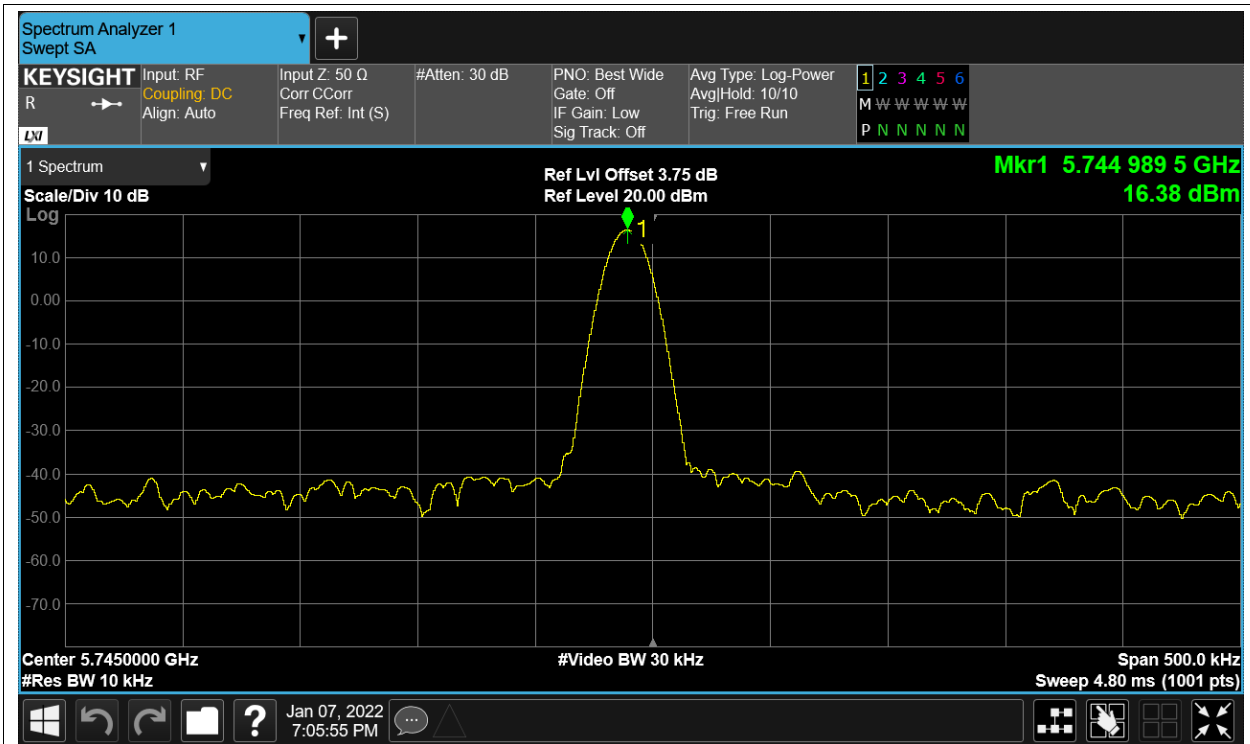 Spectrum Analyzer 1
Swept SA
KEYSIGHT
R
LXI
Input: RF
Coupling: DC
Align: Auto
Input Z: 50 Ω
Corr CCorr
Freq Ref: Int (S)
#Atten: 30 dB
PNO: Best Wide
Gate: Off
IF Gain: Low
Sig Track: Off
Avg Type: Log-Power
Avg|Hold: 10/10
Trig: Free Run
1 2 3 4 5 6
M W W W W W
P N N N N N
1 Spectrum
Scale/Div 10 dB
Log
Ref Lvl Offset 3.75 dB
Ref Level 20.00 dBm
Mkr1 5.744 989 5 GHz
16.38 dBm
1
10.0
0.00
-10.0
-20.0
-30.0
-40.0
-50.0
-60.0
-70.0
Center 5.7450000 GHz
#Res BW 10 kHz
#Video BW 30 kHz
Span 500.0 kHz
Sweep 4.80 ms (1001 pts)
?
Jan 07, 2022
7:05:55 PM